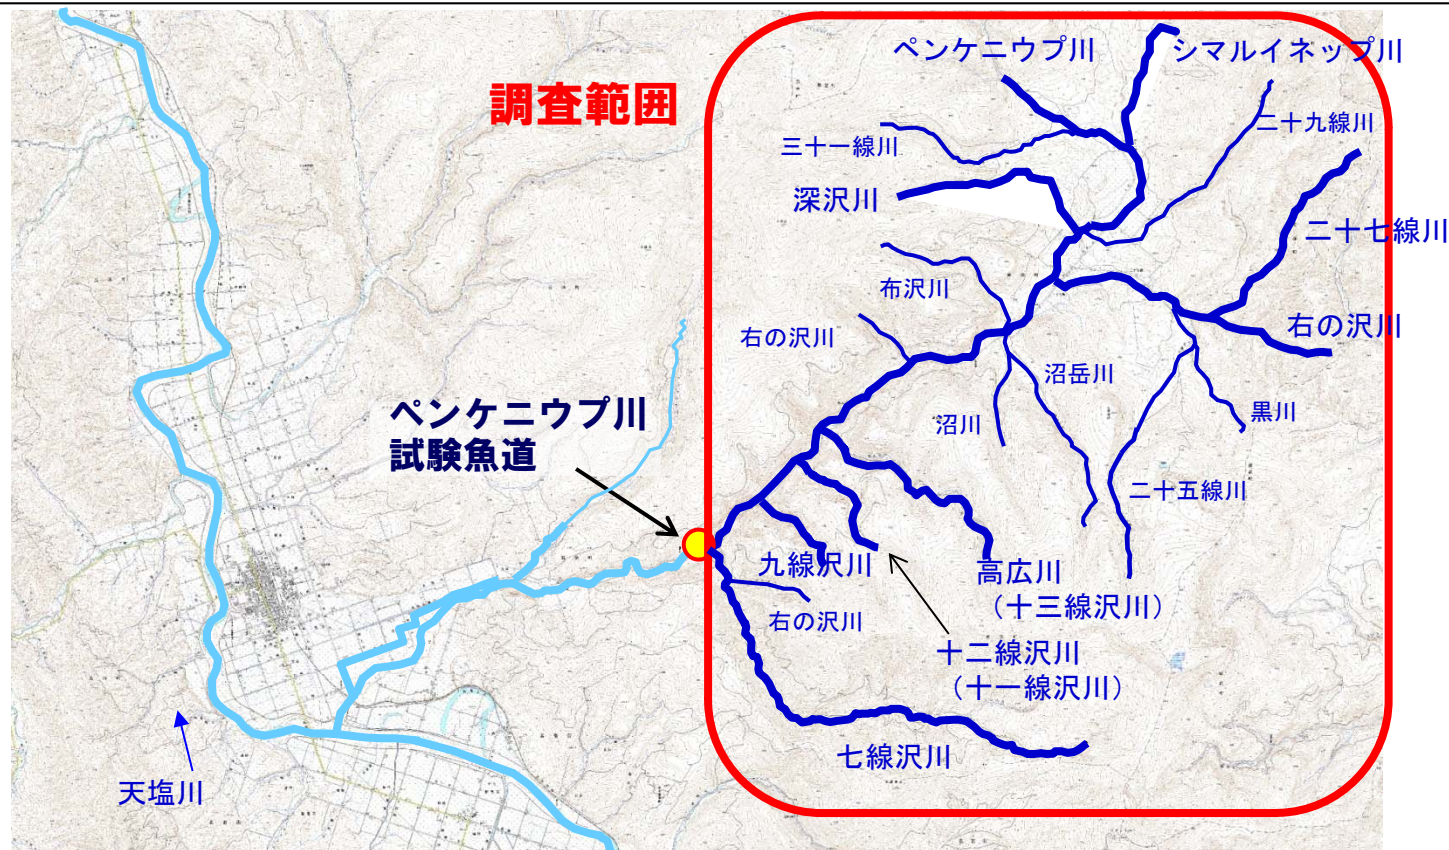 調査範囲
ペンケニウプ川
シマルイネップ川
二十九線川
三十一線川
深沢川
二十七線川
布沢川
右の沢川
右の沢川
沼岳川
沼川
黒川
二十五線川
ペンケニウプ川
試験魚道
九線沢川
高広川
（十三線沢川）
右の沢川
十二線沢川
（十一線沢川）
七線沢川
天塩川